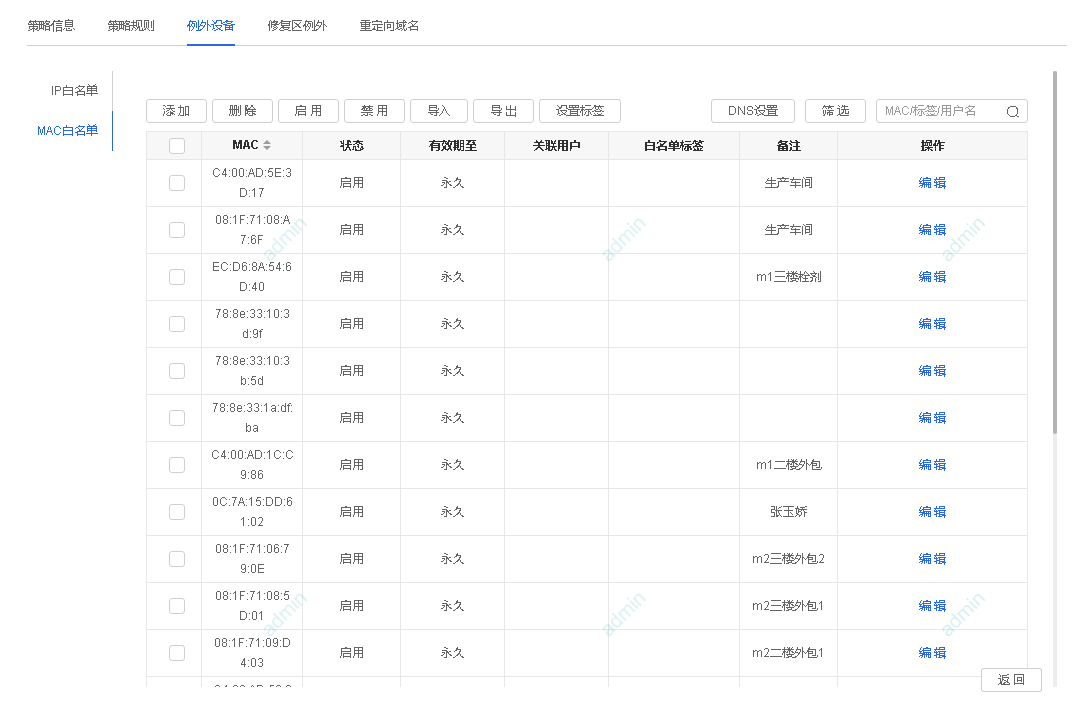 策略信息 策略规则 例外设备 修复区例外 重定向域名
IP白名单
MAC白名单
添加 删除 启用 禁用 导入 导出 设置标签 DNS设置 筛选 MAC/标签/用户名
MAC 状态 有效期至 关联用户 白名单标签 备注 操作
C4:00:AD:5E:3
D:17 启用 永久 生产车间 编辑
08:1F:71:08:A
7:6F 启用 永久 生产车间 编辑
admin admin admin
EC:D6:8A:54:6
D:40 启用 永久 m1三楼栓剂 编辑
78:8e:33:10:3
d:9f 启用 永久 编辑
78:8e:33:10:3
b:5d 启用 永久 编辑
78:8e:33:1a:df:
ba 启用 永久 编辑
C4:00:AD:1C:C
9:86 启用 永久 m1二楼外包 编辑
0C:7A:15:DD:6
1:02 启用 永久 张玉娇 编辑
08:1F:71:06:7
9:0E 启用 永久 m2三楼外包2 编辑
08:1F:71:08:5
D:01 启用 永久 m2三楼外包1 编辑
admin admin admin
08:1F:71:09:D
4:03 启用 永久 m2二楼外包1 编辑
返回